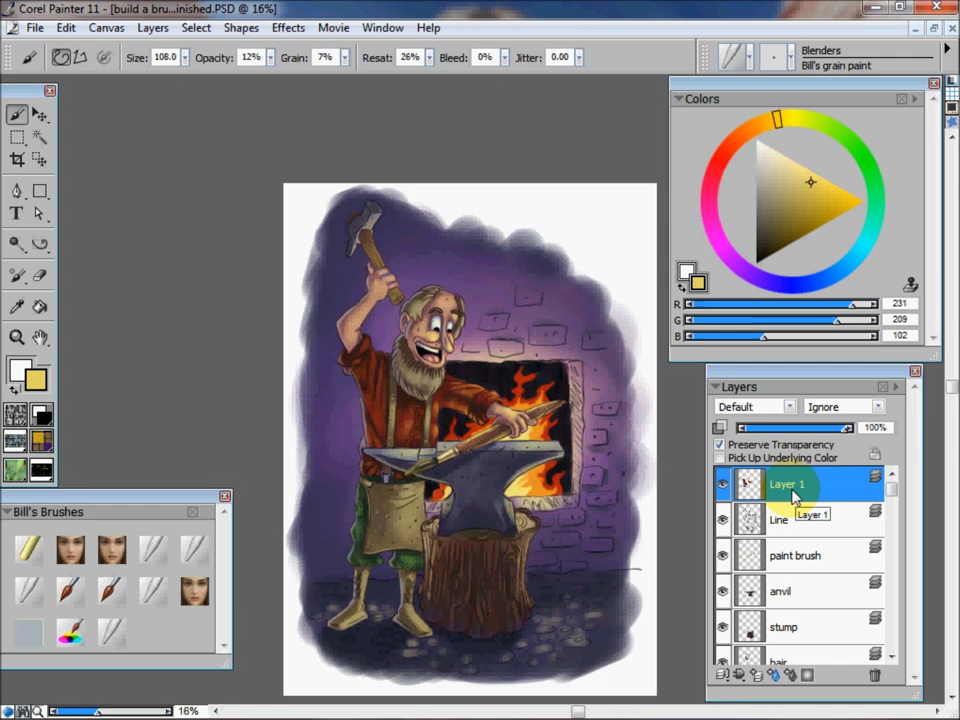 Corel Painter 11 - [build a bru...inished.PSD @ 16%]
File Edit Canvas Layers Select Shapes Effects Movie Window Help
Size: 108.0 Opacity: 12% Grain: 7% Resat: 26% Bleed: 0% Jitter: 0.00
Blenders
Bill's grain paint
Colors
R 231
G 209
B 102
Layers
Default Ignore
100%
Preserve Transparency
Pick Up Underlying Color
Layer 1
Layer 1
Line
paint brush
anvil
stump
hair
Bill's Brushes
16%